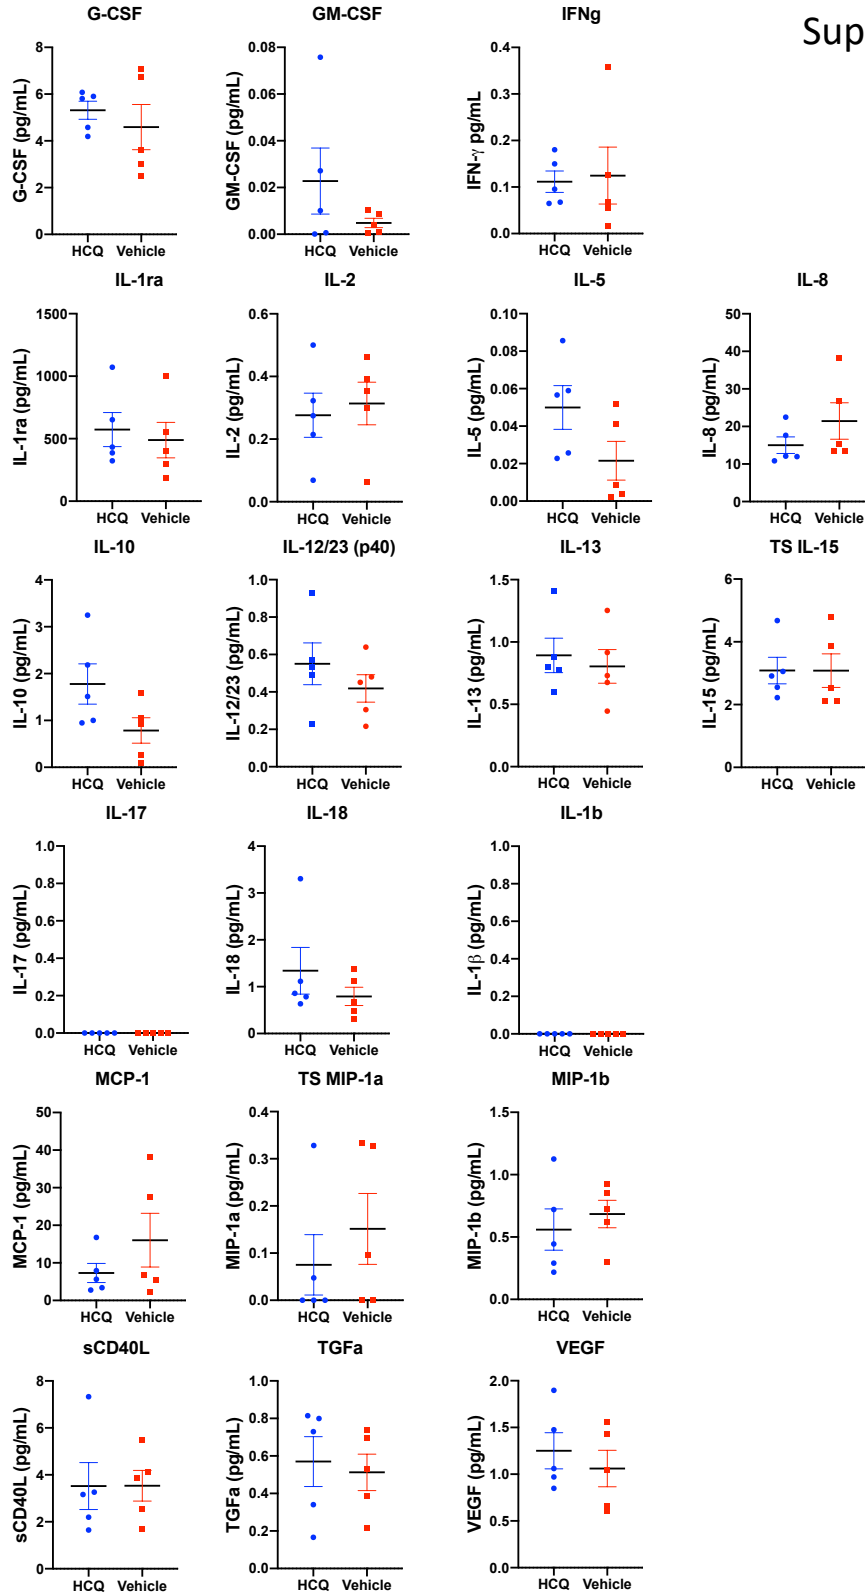 Sup
G-CSF
G-CSF (pg/mL)
8
6
4
2
0
HCQ Vehicle
GM-CSF
GM-CSF (pg/mL)
0.08
0.06
0.04
0.02
0.00
HCQ Vehicle
IFNg
IFN-γ pg/mL
0.4
0.3
0.2
0.1
0.0
HCQ Vehicle
IL-1ra
IL-1ra (pg/mL)
1500
1000
500
0
HCQ Vehicle
IL-2
IL-2 (pg/mL)
0.6
0.4
0.2
0.0
HCQ Vehicle
IL-5
IL-5 (pg/mL)
0.10
0.08
0.06
0.04
0.02
0.00
HCQ Vehicle
IL-8
IL-8 (pg/mL)
50
40
30
20
10
0
HCQ Vehicle
IL-10
IL-10 (pg/mL)
4
3
2
1
0
HCQ Vehicle
IL-12/23 (p40)
IL-12/23 (pg/mL)
1.0
0.8
0.6
0.4
0.2
0.0
HCQ Vehicle
IL-13
IL-13 (pg/mL)
1.5
1.0
0.5
0.0
HCQ Vehicle
TS IL-15
IL-15 (pg/mL)
6
4
2
0
HCQ Vehicle
IL-17
IL-17 (pg/mL)
1.0
0.8
0.6
0.4
0.2
0.0
HCQ Vehicle
IL-18
IL-18 (pg/mL)
4
3
2
1
0
HCQ Vehicle
IL-1b
IL-1β (pg/mL)
1.0
0.8
0.6
0.4
0.2
0.0
HCQ Vehicle
MCP-1
MCP-1 (pg/mL)
50
40
30
20
10
0
HCQ Vehicle
TS MIP-1a
MIP-1a (pg/mL)
0.4
0.3
0.2
0.1
0.0
HCQ Vehicle
MIP-1b
MIP-1b (pg/mL)
1.5
1.0
0.5
0.0
HCQ Vehicle
sCD40L
sCD40L (pg/mL)
8
6
4
2
0
HCQ Vehicle
TGFa
TGFa (pg/mL)
1.0
0.8
0.6
0.4
0.2
0.0
HCQ Vehicle
VEGF
VEGF (pg/mL)
2.0
1.5
1.0
0.5
0.0
HCQ Vehicle